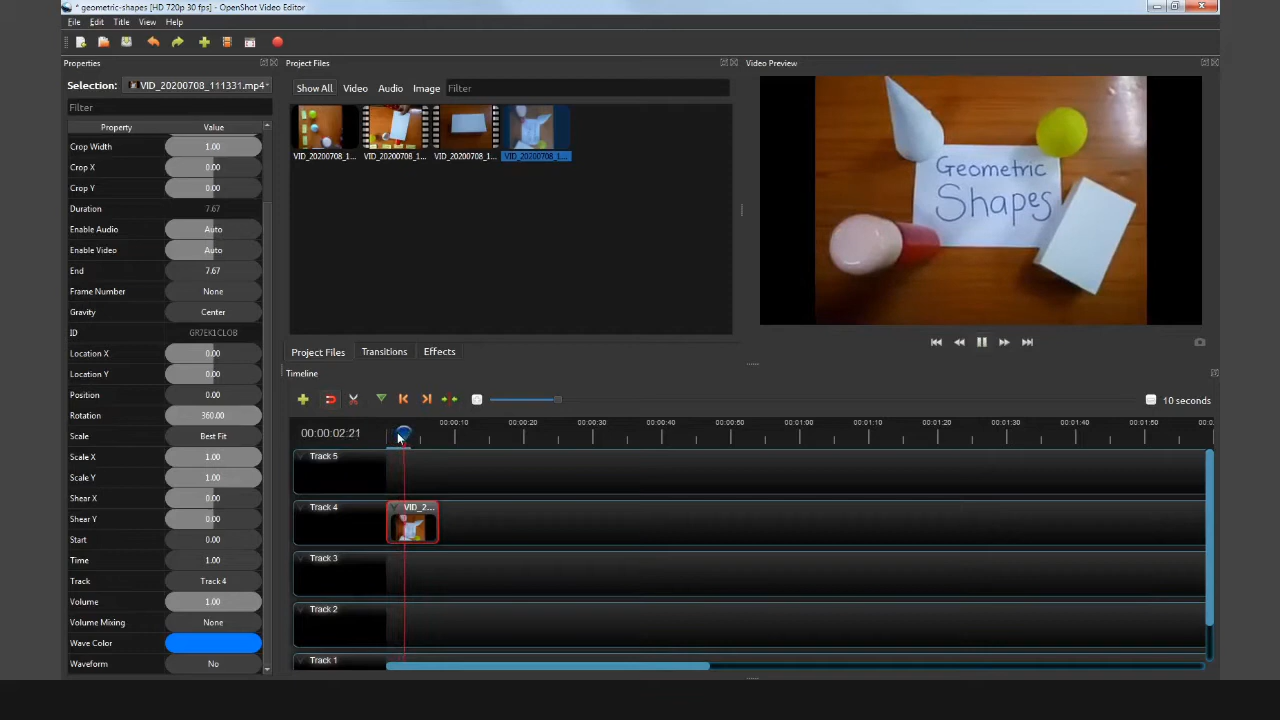 * geometric-shapes [HD 720p 30 fps] - OpenShot Video Editor
File Edit Title View Help
Properties
Selection: VID_20200708_111331.mp4
Filter
Property Value
Crop Width 1.00
Crop X 0.00
Crop Y 0.00
Duration 7.67
Enable Audio Auto
Enable Video Auto
End 7.67
Frame Number None
Gravity Center
ID GR7EK1CLOB
Location X 0.00
Location Y 0.00
Position 0.00
Rotation 360.00
Scale Best Fit
Scale X 1.00
Scale Y 1.00
Shear X 0.00
Shear Y 0.00
Start 0.00
Time 1.00
Track Track 4
Volume 1.00
Volume Mixing None
Wave Color
Waveform No
Project Files
Show All Video Audio Image Filter
VID_20200708_1... VID_20200708_1... VID_20200708_1... VID_20200708_1...
Project Files Transitions Effects
Video Preview
Geometric
Shapes
Timeline
10 seconds
00:00:02:21
00:00:10 00:00:20 00:00:30 00:00:40 00:00:50 00:01:00 00:01:10 00:01:20 00:01:30 00:01:40 00:01:50
Track 5
Track 4
VID_2...
Track 3
Track 2
Track 1